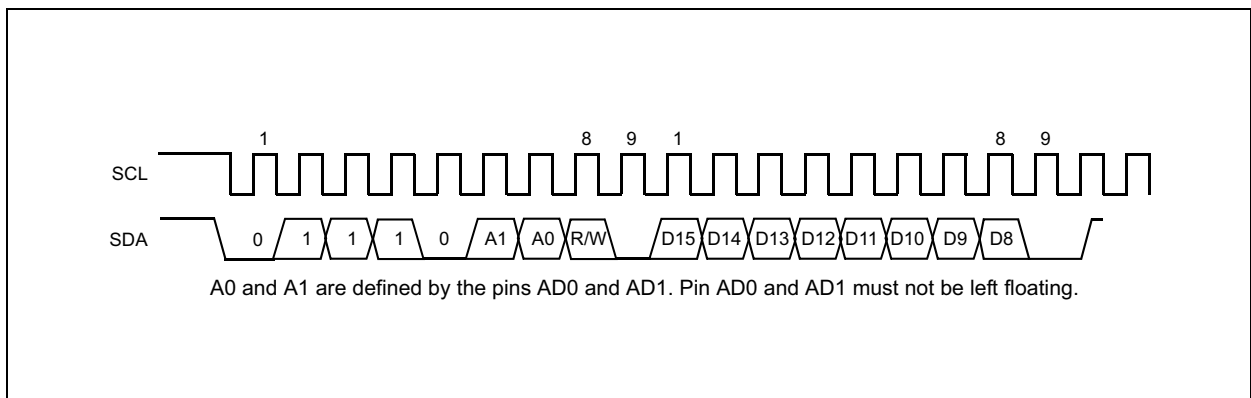 1 8 9 1 8 9
SCL
SDA 0 1 1 1 0 A1 A0 R/W D15 D14 D13 D12 D11 D10 D9 D8
A0 and A1 are defined by the pins AD0 and AD1. Pin AD0 and AD1 must not be left floating.